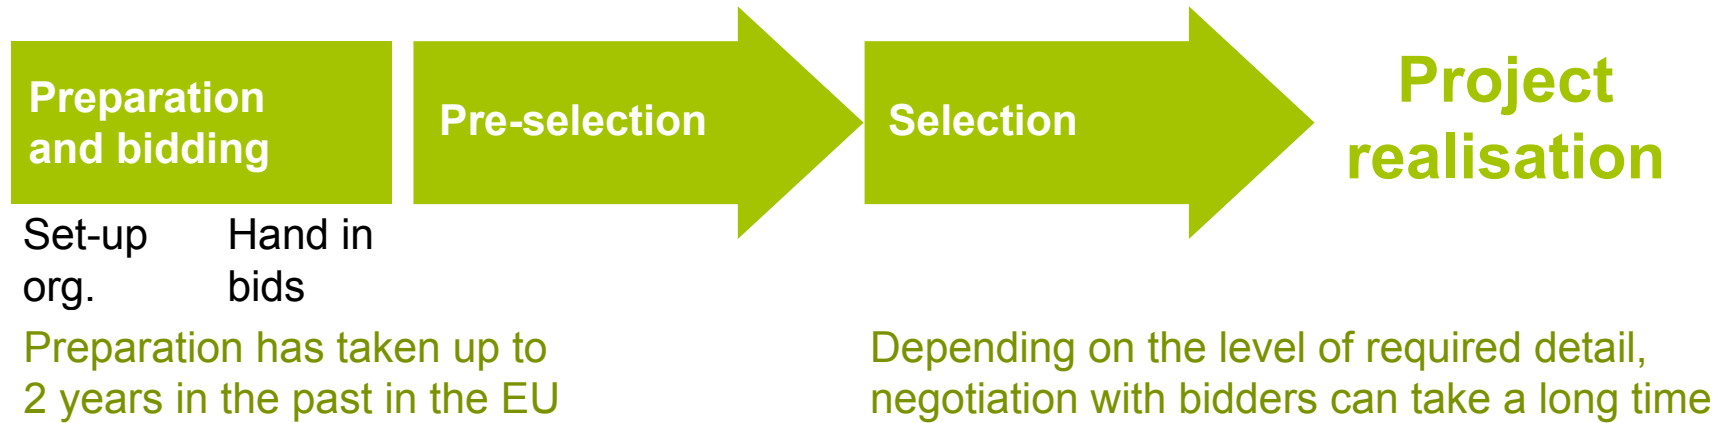 Preparation
and bidding
Pre-selection
Selection
Project
realisation
Set-up
org.
Hand in
bids
Preparation has taken up to
2 years in the past in the EU
Depending on the level of required detail,
negotiation with bidders can take a long time